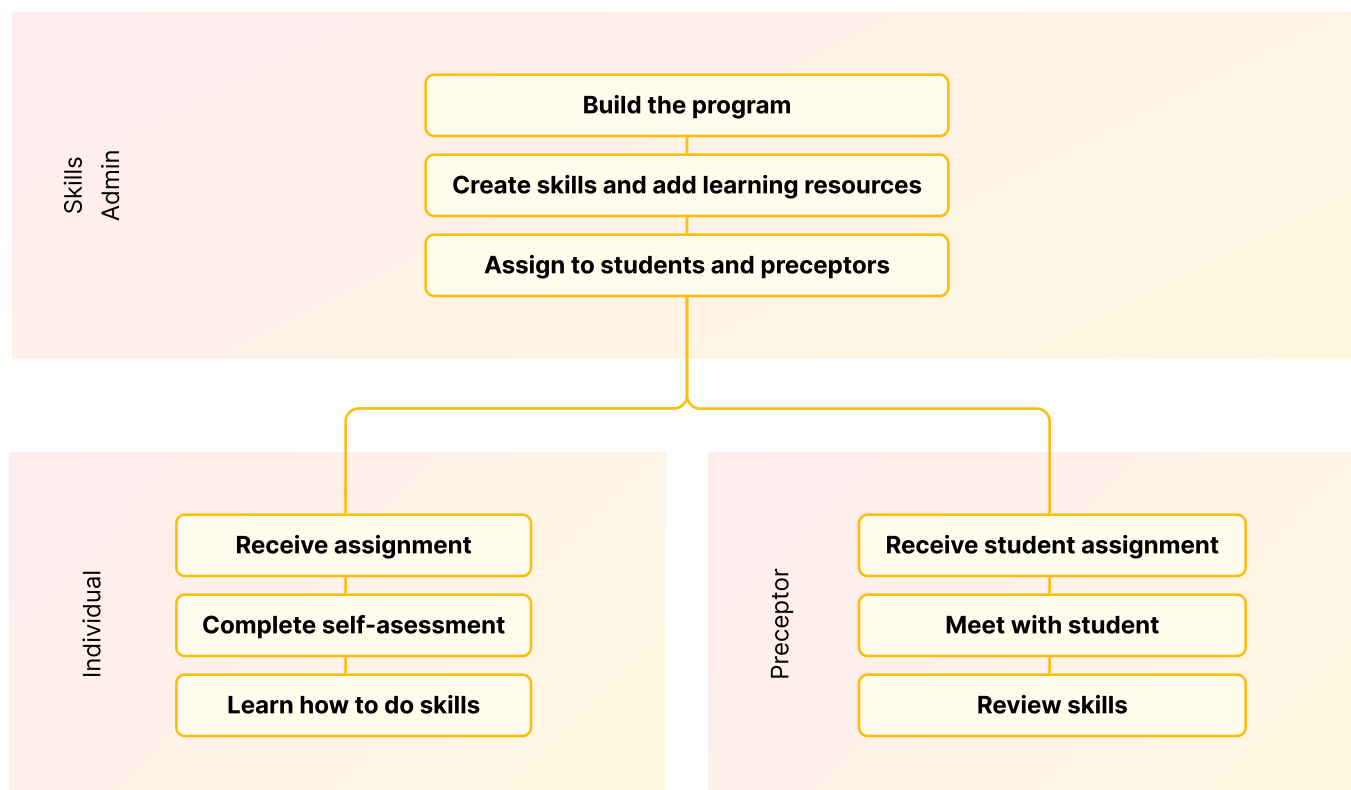 Skills
Admin
Build the program
Create skills and add learning resources
Assign to students and preceptors
Individual
Receive assignment
Complete self-asessment
Learn how to do skills
Preceptor
Receive student assignment
Meet with student
Review skills